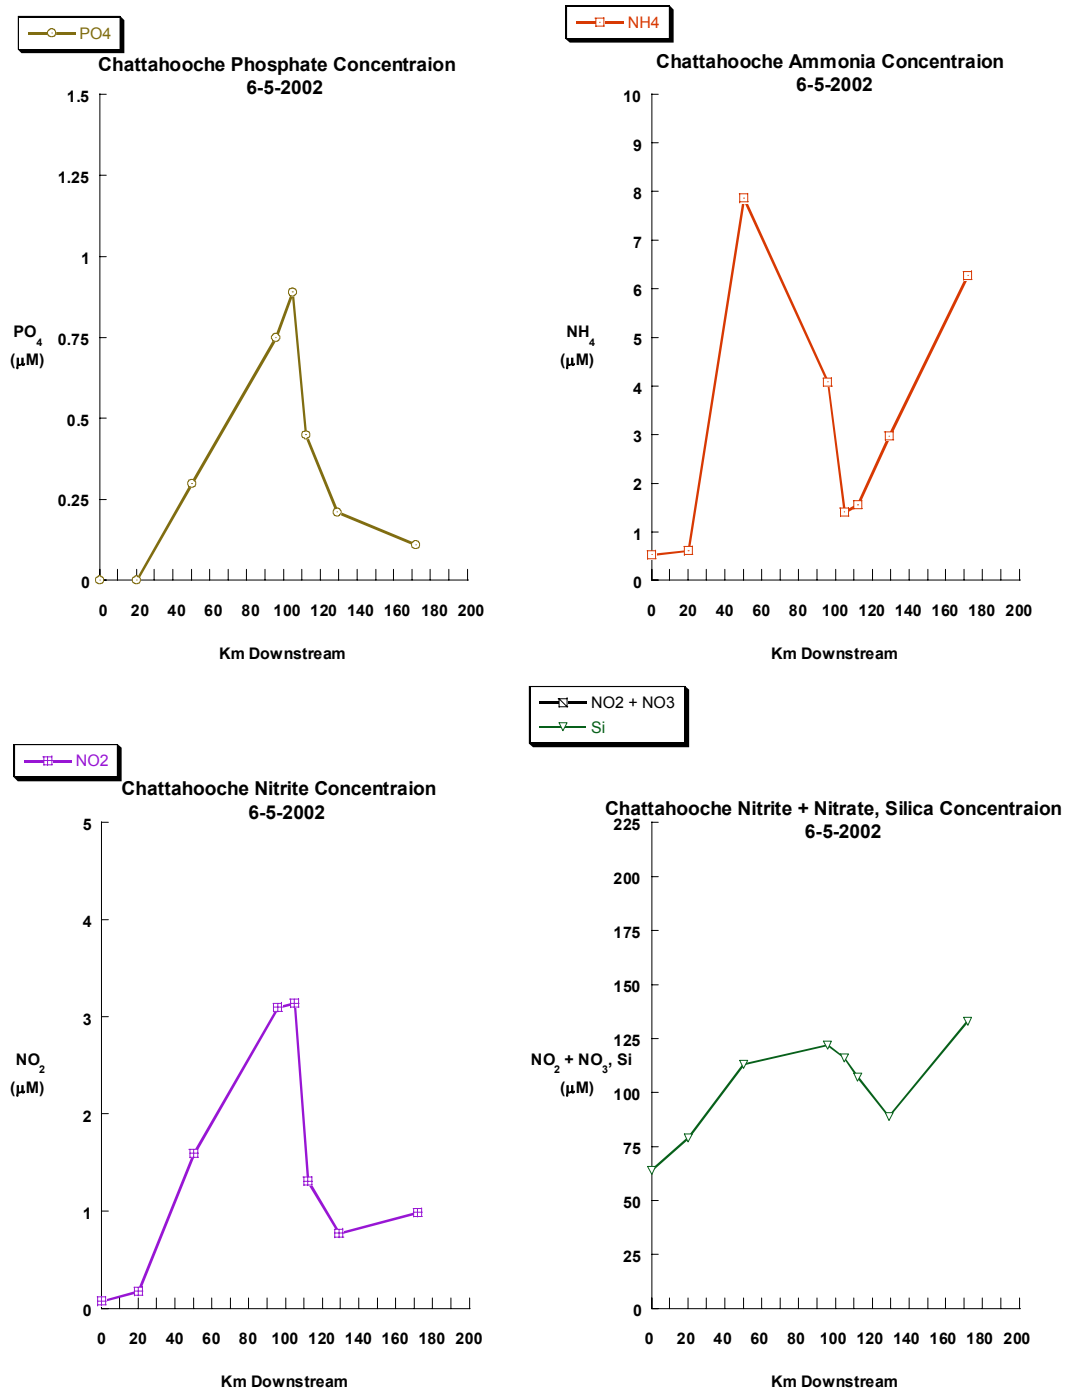 PO4
Chattahooche Phosphate Concentraion
6-5-2002
1.5
1.25
1
PO4
(µM)
0.75
0.5
0.25
0
0 20 40 60 80 100 120 140 160 180 200
Km Downstream
NH4
Chattahooche Ammonia Concentraion
6-5-2002
10
9
8
7
6
NH4
(µM)
5
4
3
2
1
0
0 20 40 60 80 100 120 140 160 180 200
Km Downstream
NO2
Chattahooche Nitrite Concentraion
6-5-2002
5
4
3
NO2
(µM)
2
1
0
0 20 40 60 80 100 120 140 160 180 200
Km Downstream
NO2 + NO3
Si
Chattahooche Nitrite + Nitrate, Silica Concentraion
6-5-2002
225
200
175
150
125
NO2 + NO3, Si
(µM)
100
75
50
25
0
0 20 40 60 80 100 120 140 160 180 200
Km Downstream